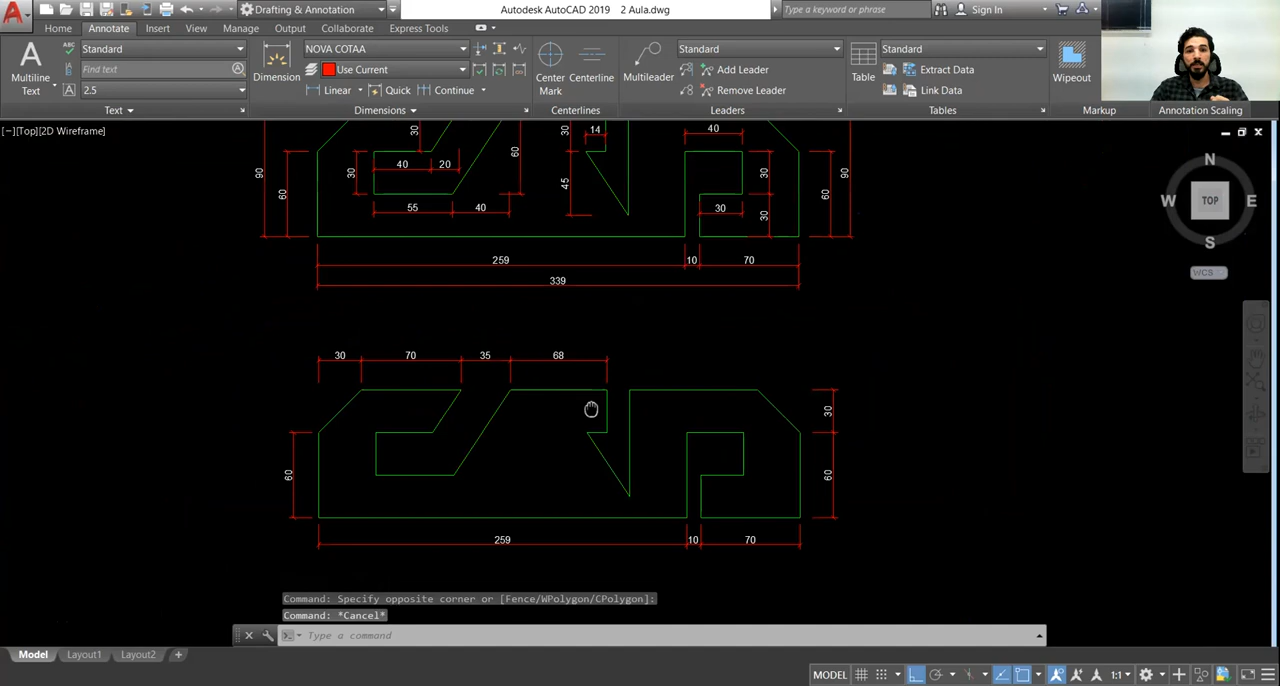 Drafting & Annotation
Autodesk AutoCAD 2019   2 Aula.dwg
Type a keyword or phrase
Sign In
Home Annotate Insert View Output Manage Collaborate Express Tools
A Multiline Text
ABC Standard
Find text
2.5
Text
Dimension
NOVA COTAA
Use Current
Linear Quick Continue
Dimensions
Center Mark
Centerline
Centerlines
Multileader
Standard
Add Leader
Remove Leader
Leaders
Table
Standard
Extract Data
Link Data
Tables
Wipeout
Markup
Annotation Scaling
[−][Top][2D Wireframe]
N
W TOP E
S
WCS
30 30 14 40
90 60 30 40 20 60 45 30 60 90
55 40 30 30
259 10 70
339
30 70 35 68
30
60 60
259 10 70
Command: Specify opposite corner or [Fence/WPolygon/CPolygon]:
Command: *Cancel*
Type a command
Model Layout1 Layout2 +
MODEL 1:1